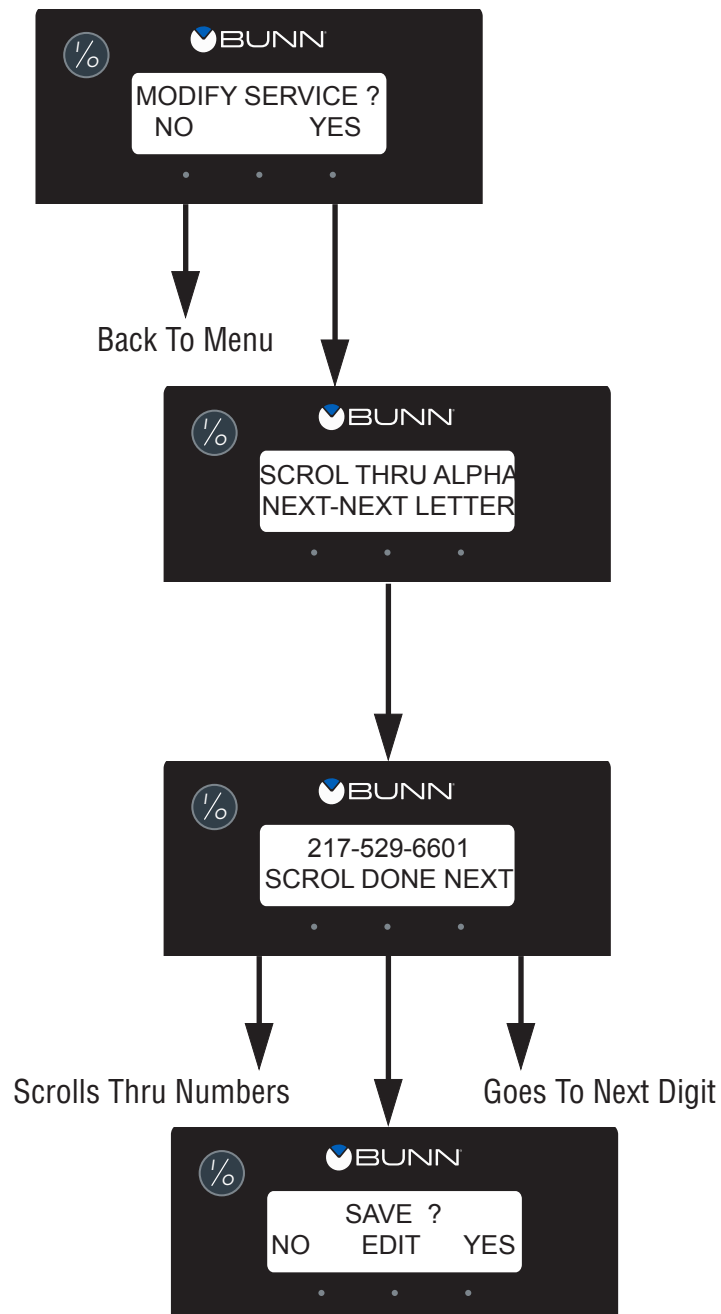 I/O
BUNN
MODIFY SERVICE ?
NO YES
Back To Menu
I/O
BUNN
SCROL THRU ALPHA
NEXT-NEXT LETTER
I/O
BUNN
217-529-6601
SCROL DONE NEXT
Scrolls Thru Numbers Goes To Next Digit
I/O
BUNN
SAVE ?
NO EDIT YES